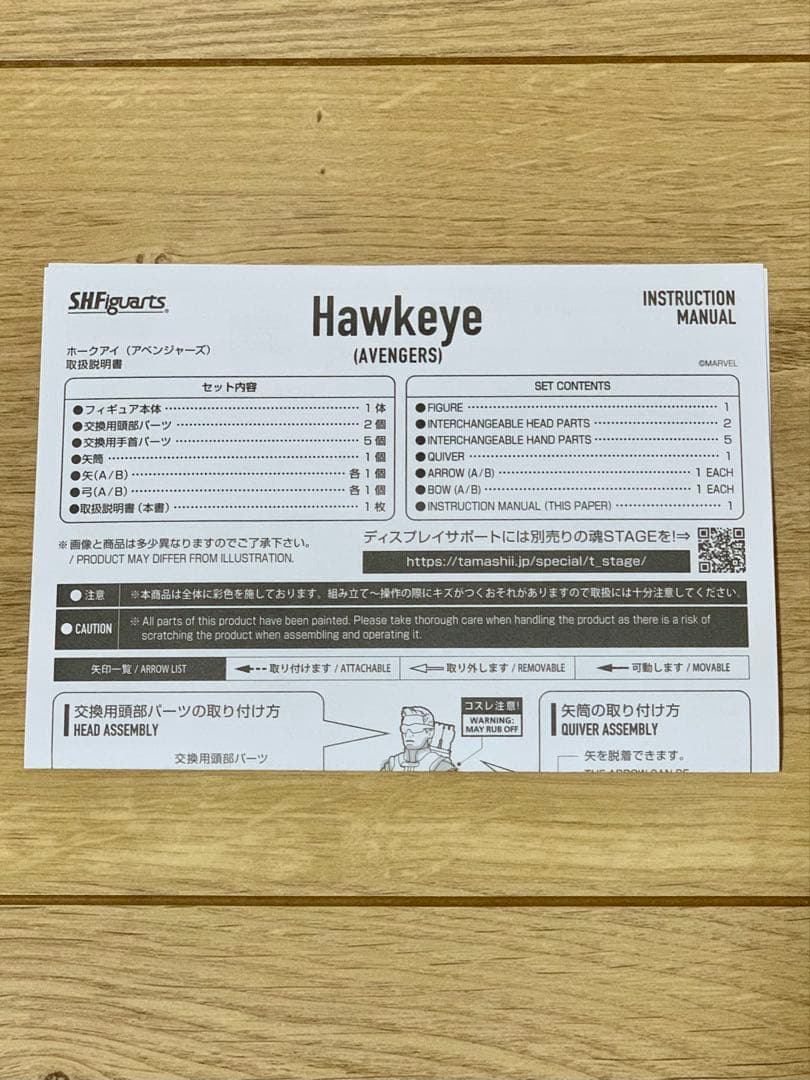 S.H.Figuarts
Hawkeye
(AVENGERS)
INSTRUCTION
MANUAL
ホークアイ（アベンジャーズ）
取扱説明書
©MARVEL
セット内容
●フィギュア本体 1体
●交換用頭部パーツ 2個
●交換用手首パーツ 5個
●矢筒 1個
●矢(A/B) 各1個
●弓(A/B) 各1個
●取扱説明書(本書) 1枚
SET CONTENTS
●FIGURE 1
●INTERCHANGEABLE HEAD PARTS 2
●INTERCHANGEABLE HAND PARTS 5
●QUIVER 1
●ARROW (A/B) 1 EACH
●BOW (A/B) 1 EACH
●INSTRUCTION MANUAL (THIS PAPER) 1
※画像と商品は多少異なりますのでご了承下さい。
/ PRODUCT MAY DIFFER FROM ILLUSTRATION.
ディスプレイサポートには別売りの魂STAGEを!⇒
https://tamashii.jp/special/t_stage/
●注意 ※本商品は全体に彩色を施しております。組み立て〜操作の際にキズがつくおそれがありますので取扱には十分注意してください。
●CAUTION ※ All parts of this product have been painted. Please take thorough care when handling the product as there is a risk of
scratching the product when assembling and operating it.
矢印一覧 / ARROW LIST 取り付けます / ATTACHABLE 取り外します / REMOVABLE 可動します / MOVABLE
交換用頭部パーツの取り付け方
HEAD ASSEMBLY
交換用頭部パーツ
コスレ注意!
WARNING:
MAY RUB OFF
矢筒の取り付け方
QUIVER ASSEMBLY
矢を脱着できます。
THE ARROW CAN BE